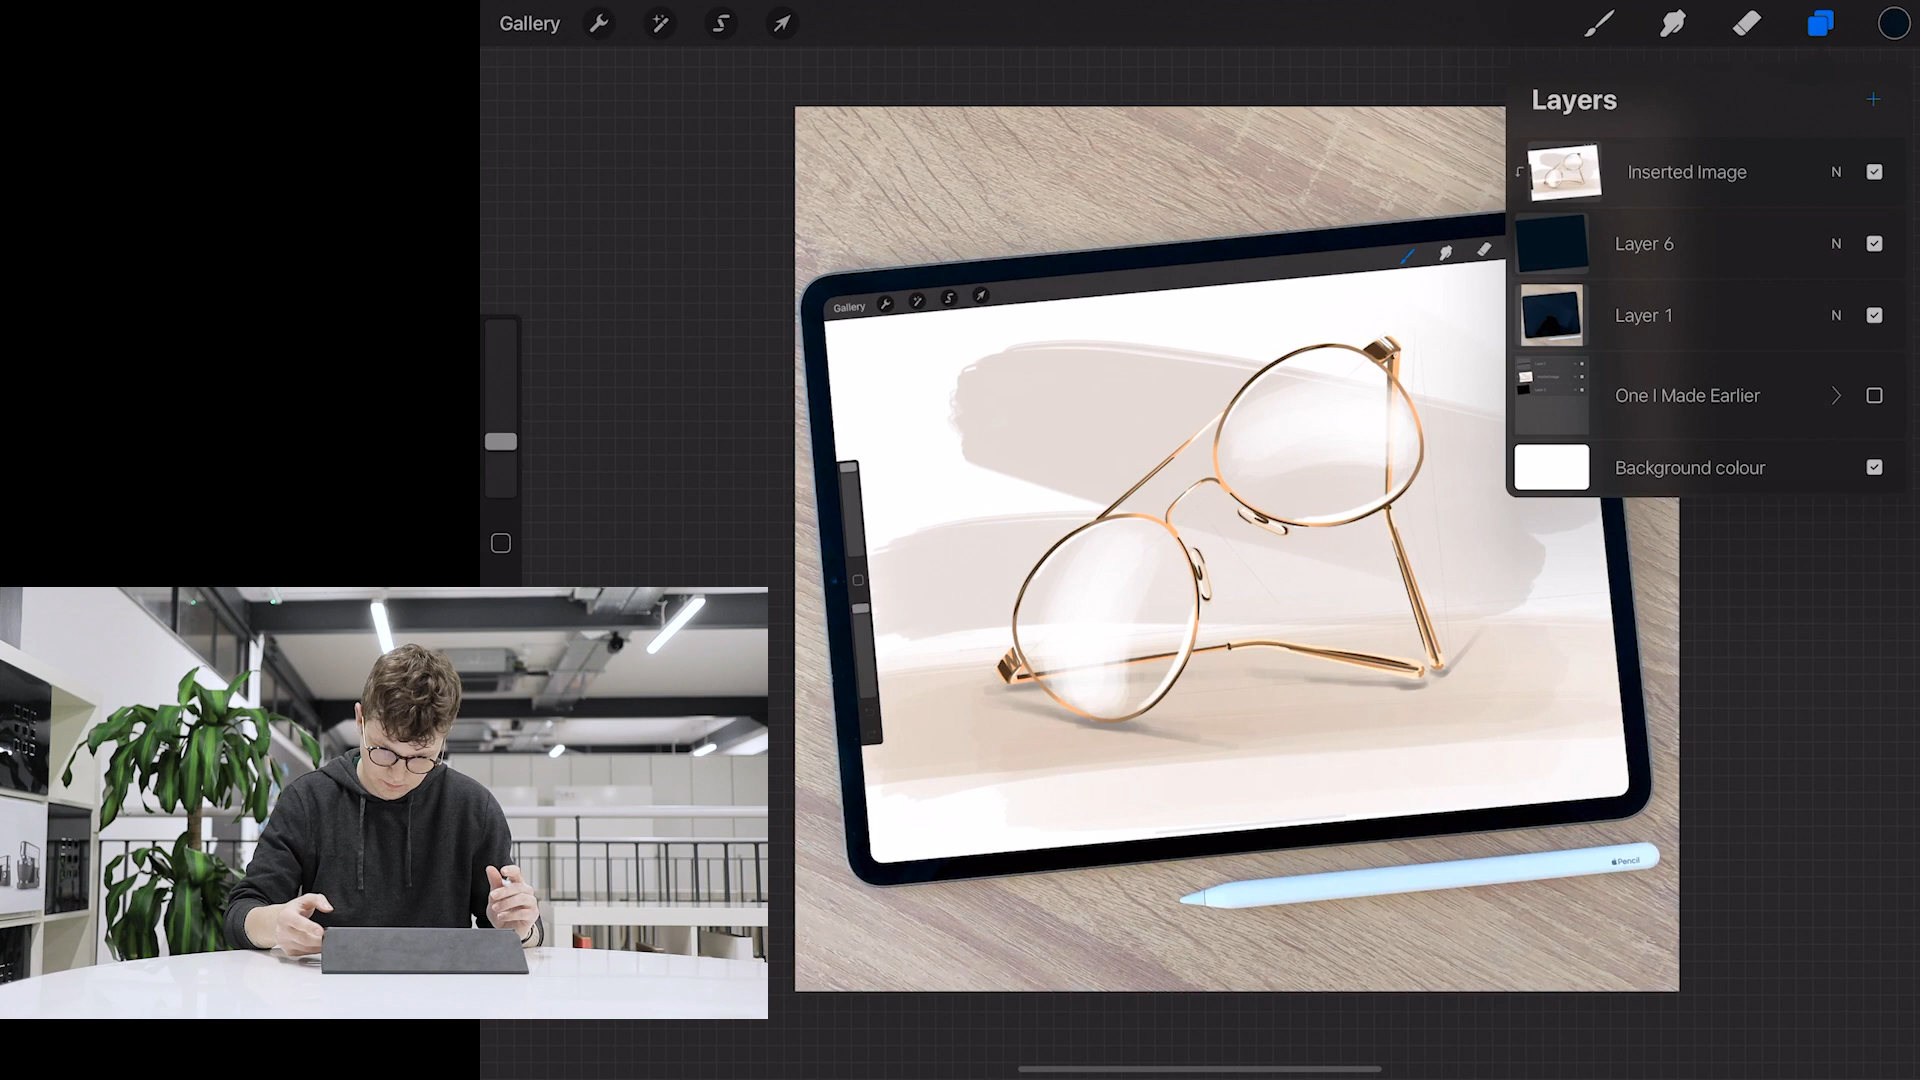 Gallery
Layers
Inserted Image N
Layer 6 N
Layer 1 N
One I Made Earlier
Background colour
Gallery
Pencil